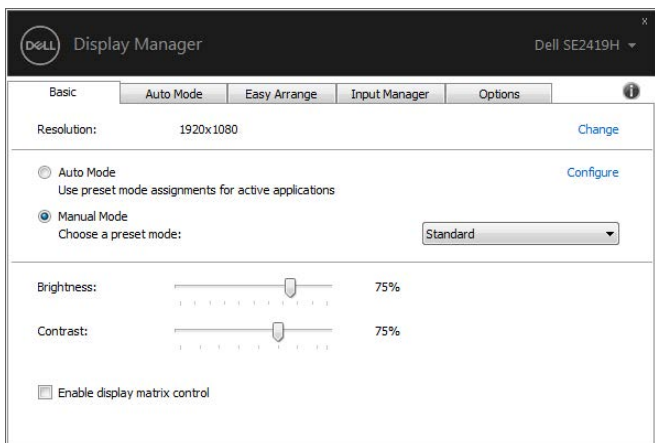 DELL Display Manager
x
Dell SE2419H
Basic Auto Mode Easy Arrange Input Manager Options i
Resolution: 1920x1080 Change
Auto Mode Configure
Use preset mode assignments for active applications
Manual Mode
Choose a preset mode: Standard
Brightness: 75%
Contrast: 75%
Enable display matrix control